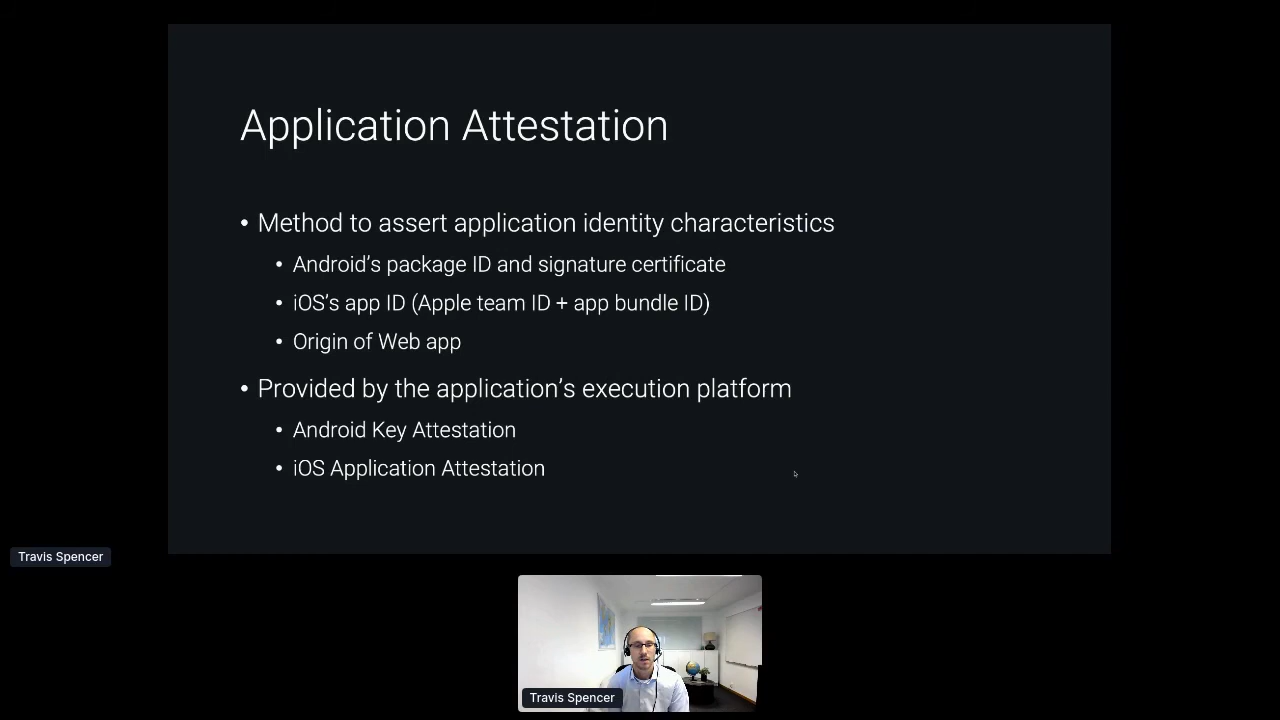 Application Attestation
• Method to assert application identity characteristics
• Android’s package ID and signature certificate
• iOS’s app ID (Apple team ID + app bundle ID)
• Origin of Web app
• Provided by the application’s execution platform
• Android Key Attestation
• iOS Application Attestation
Travis Spencer
Travis Spencer